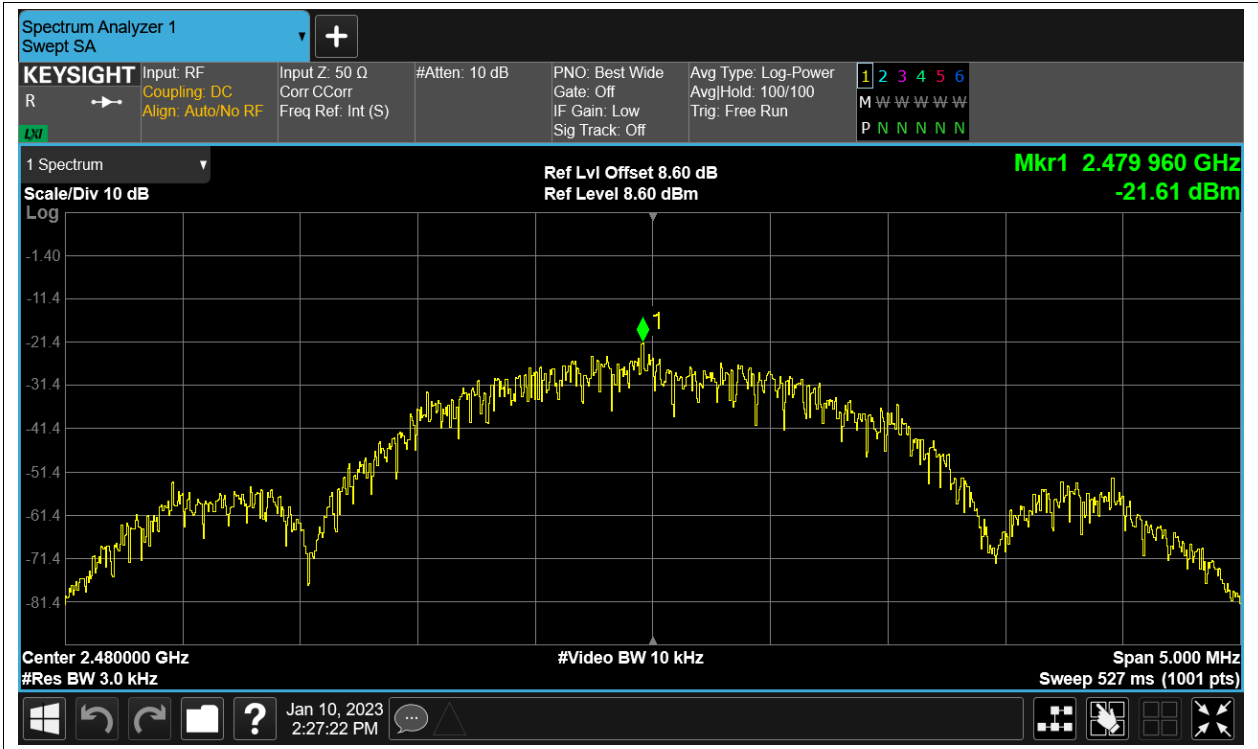 Spectrum Analyzer 1
Swept SA
KEYSIGHT
R
LXI
Input: RF
Coupling: DC
Align: Auto/No RF
Input Z: 50 Ω
Corr CCorr
Freq Ref: Int (S)
#Atten: 10 dB
PNO: Best Wide
Gate: Off
IF Gain: Low
Sig Track: Off
Avg Type: Log-Power
Avg|Hold: 100/100
Trig: Free Run
1 2 3 4 5 6
M W W W W W
P N N N N N
1 Spectrum
Scale/Div 10 dB
Log
Ref Lvl Offset 8.60 dB
Ref Level 8.60 dBm
Mkr1 2.479 960 GHz
-21.61 dBm
-1.40
-11.4
1
-21.4
-31.4
-41.4
-51.4
-61.4
-71.4
-81.4
Center 2.480000 GHz
#Res BW 3.0 kHz
#Video BW 10 kHz
Span 5.000 MHz
Sweep 527 ms (1001 pts)
?
Jan 10, 2023
2:27:22 PM